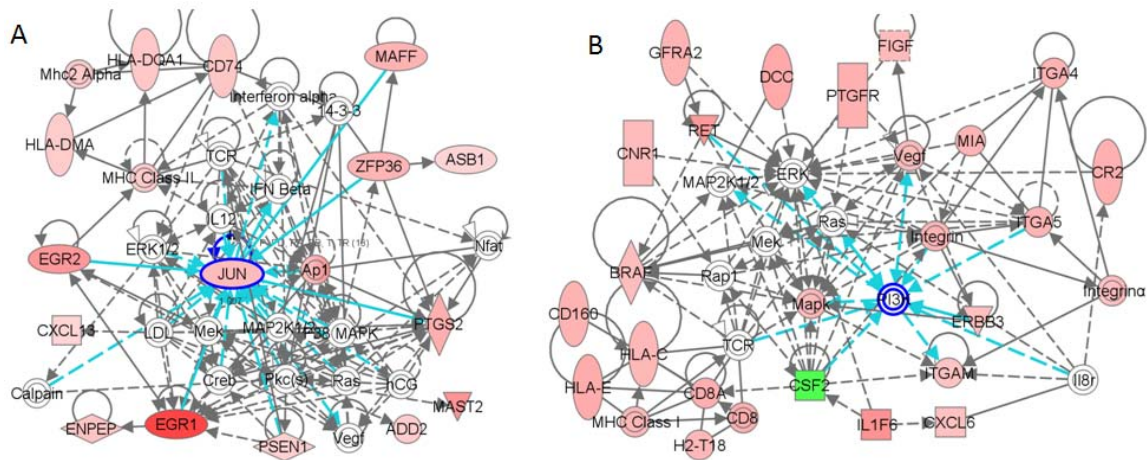 A
HLA-DQA1
CD74
Mhc2 Alpha
MAFF
Interferon alpha
14-3-3
HLA-DMA
TCR
ASB1
ZFP36
MHC Class II
IFN Beta
IL12
ERK1/2
Nfat
EGR2
JUN
Ap1
CXCL13
LDL
Mek
P38 MAPK
PTGS2
Calpain
Creb
Pkc(s)
Ras
hCG
MAST2
EGR1
ENPEP
PSEN1
Vegf
ADD2
B
GFRA2
FIGF
DCC
ITGA4
PTGFR
RET
CNR1
MIA
Vegf
ERK
MAP2K1/2
CR2
Ras
ITGA5
Mek
Integrin
BRAF
Rap1
Integrinα
Mapk
PI3K
ERBB3
CD160
TCR
HLA-C
ITGAM
Il8r
HLA-E
CSF2
CD8A
MHC Class I
CD8
IL1F6
CXCL6
H2-T18